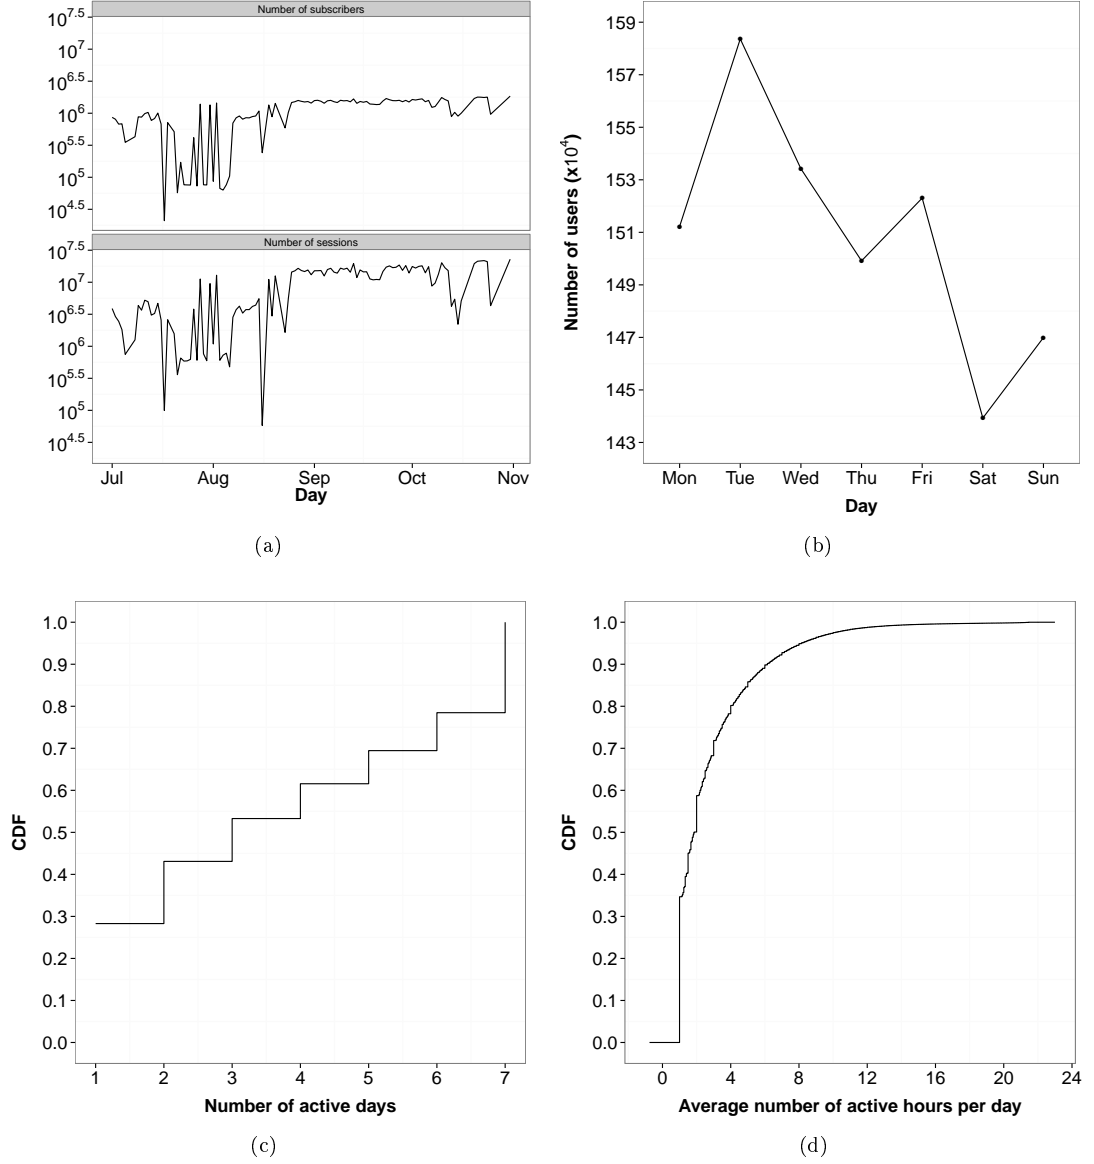 Number of subscribers
10^7.5
10^7
10^6.5
10^6
10^5.5
10^5
10^4.5
Number of sessions
10^7.5
10^7
10^6.5
10^6
10^5.5
10^5
10^4.5
Jul Aug Sep Oct Nov
Day
(a)
159
157
155
153
151
149
147
145
143
Number of users (x10^4)
Mon Tue Wed Thu Fri Sat Sun
Day
(b)
1.0
0.9
0.8
0.7
0.6
0.5
0.4
0.3
0.2
0.1
0.0
CDF
1 2 3 4 5 6 7
Number of active days
(c)
1.0
0.9
0.8
0.7
0.6
0.5
0.4
0.3
0.2
0.1
0.0
CDF
0 4 8 12 16 20 24
Average number of active hours per day
(d)